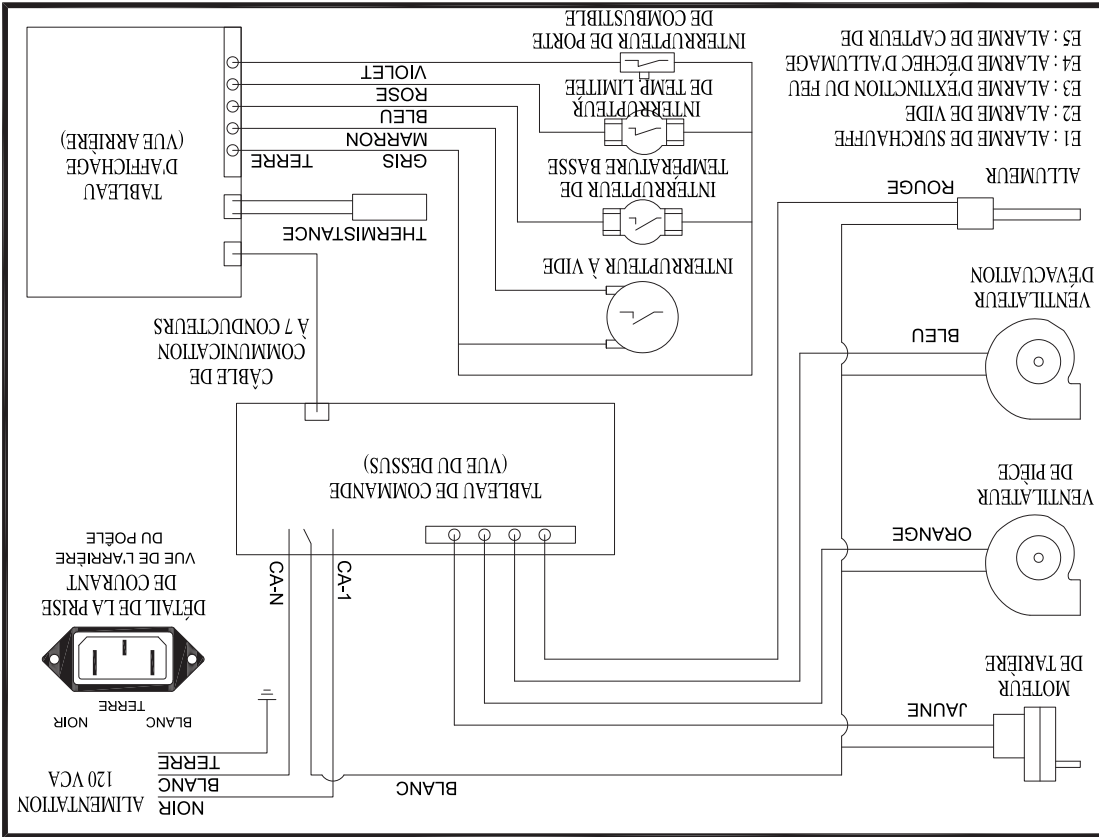 MOTEUR
DE TARIÈRE
JAUNE
BLANC
NOIR
BLANC
TERRE
ALIMENTATION
120 VCA
BLANC
NOIR
TERRE
DÉTAIL DE LA PRISE
DE COURANT
VUE DE L'ARRIÈRE
DU POÊLE
VENTILATEUR
DE PIÈCE
ORANGE
CA-1
CA-N
TABLEAU DE COMMANDE
(VUE DU DESSUS)
VENTILATEUR
D'ÉVACUATION
BLEU
CÂBLE DE
COMMUNICATION
À 7 CONDUCTEURS
INTERRUPTEUR À VIDE
THERMISTANCE
ALLUMEUR
ROUGE
INTÉRRUPTEUR DE
TEMPÉRATURE BASSE
GRIS
TERRE
MARRON
BLEU
ROSE
VIOLET
TABLEAU
D'AFFICHAGE
(VUE ARRIÈRE)
INTERRUPTEUR
DE TEMP LIMITÉE
INTERRUPTEUR DE PORTE
DE COMBUSTIBLE
E1 : ALARME DE SURCHAUFFE
E2 : ALARME DE VIDE
E3 : ALARME D'ÉXTINCTION DU FEU
E4 : ALARME D'ÉCHEC D'ALLUMAGE
E5 : ALARME DE CAPTEUR DE